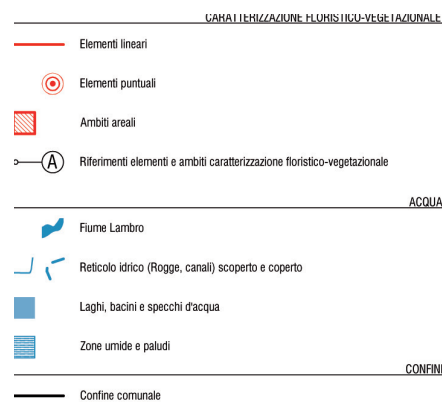 CARATTERIZZAZIONE FLORISTICO-VEGETAZIONALE
Elementi lineari
Elementi puntuali
Ambiti areali
A Riferimenti elementi e ambiti caratterizzazione floristico-vegetazionale
ACQUA
Fiume Lambro
Reticolo idrico (Rogge, canali) scoperto e coperto
Laghi, bacini e specchi d'acqua
Zone umide e paludi
CONFINI
Confine comunale